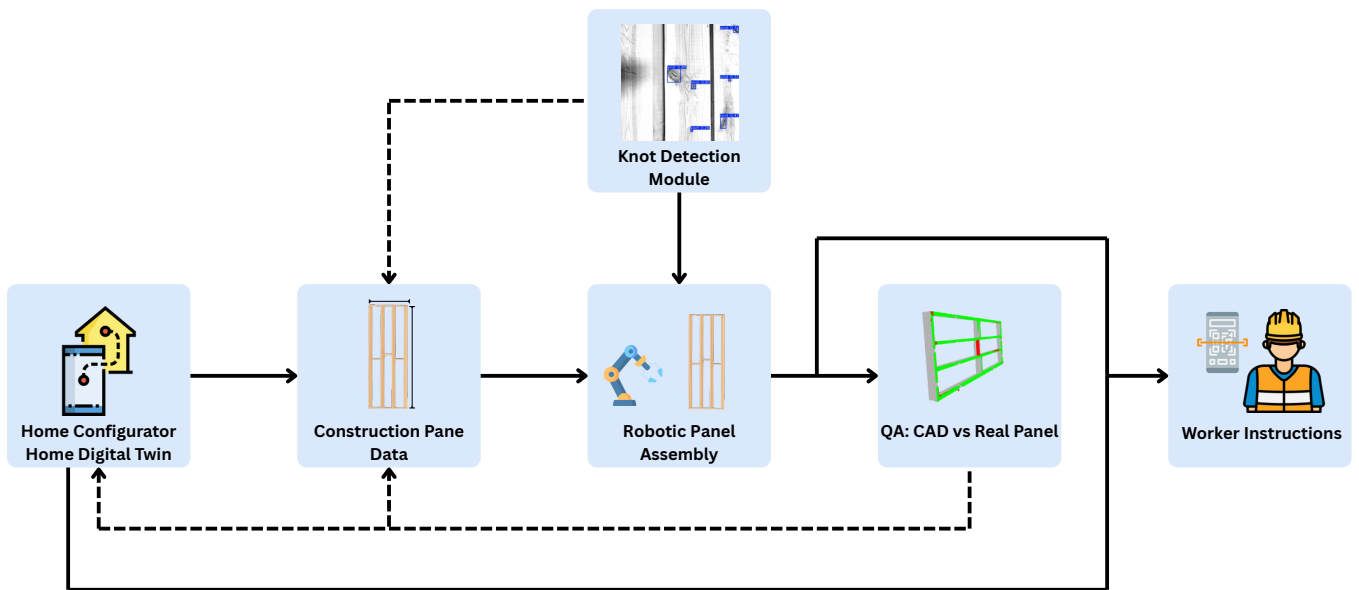 Knot Detection
Module
Home Configurator
Home Digital Twin
Construction Pane
Data
Robotic Panel
Assembly
QA: CAD vs Real Panel
Worker Instructions